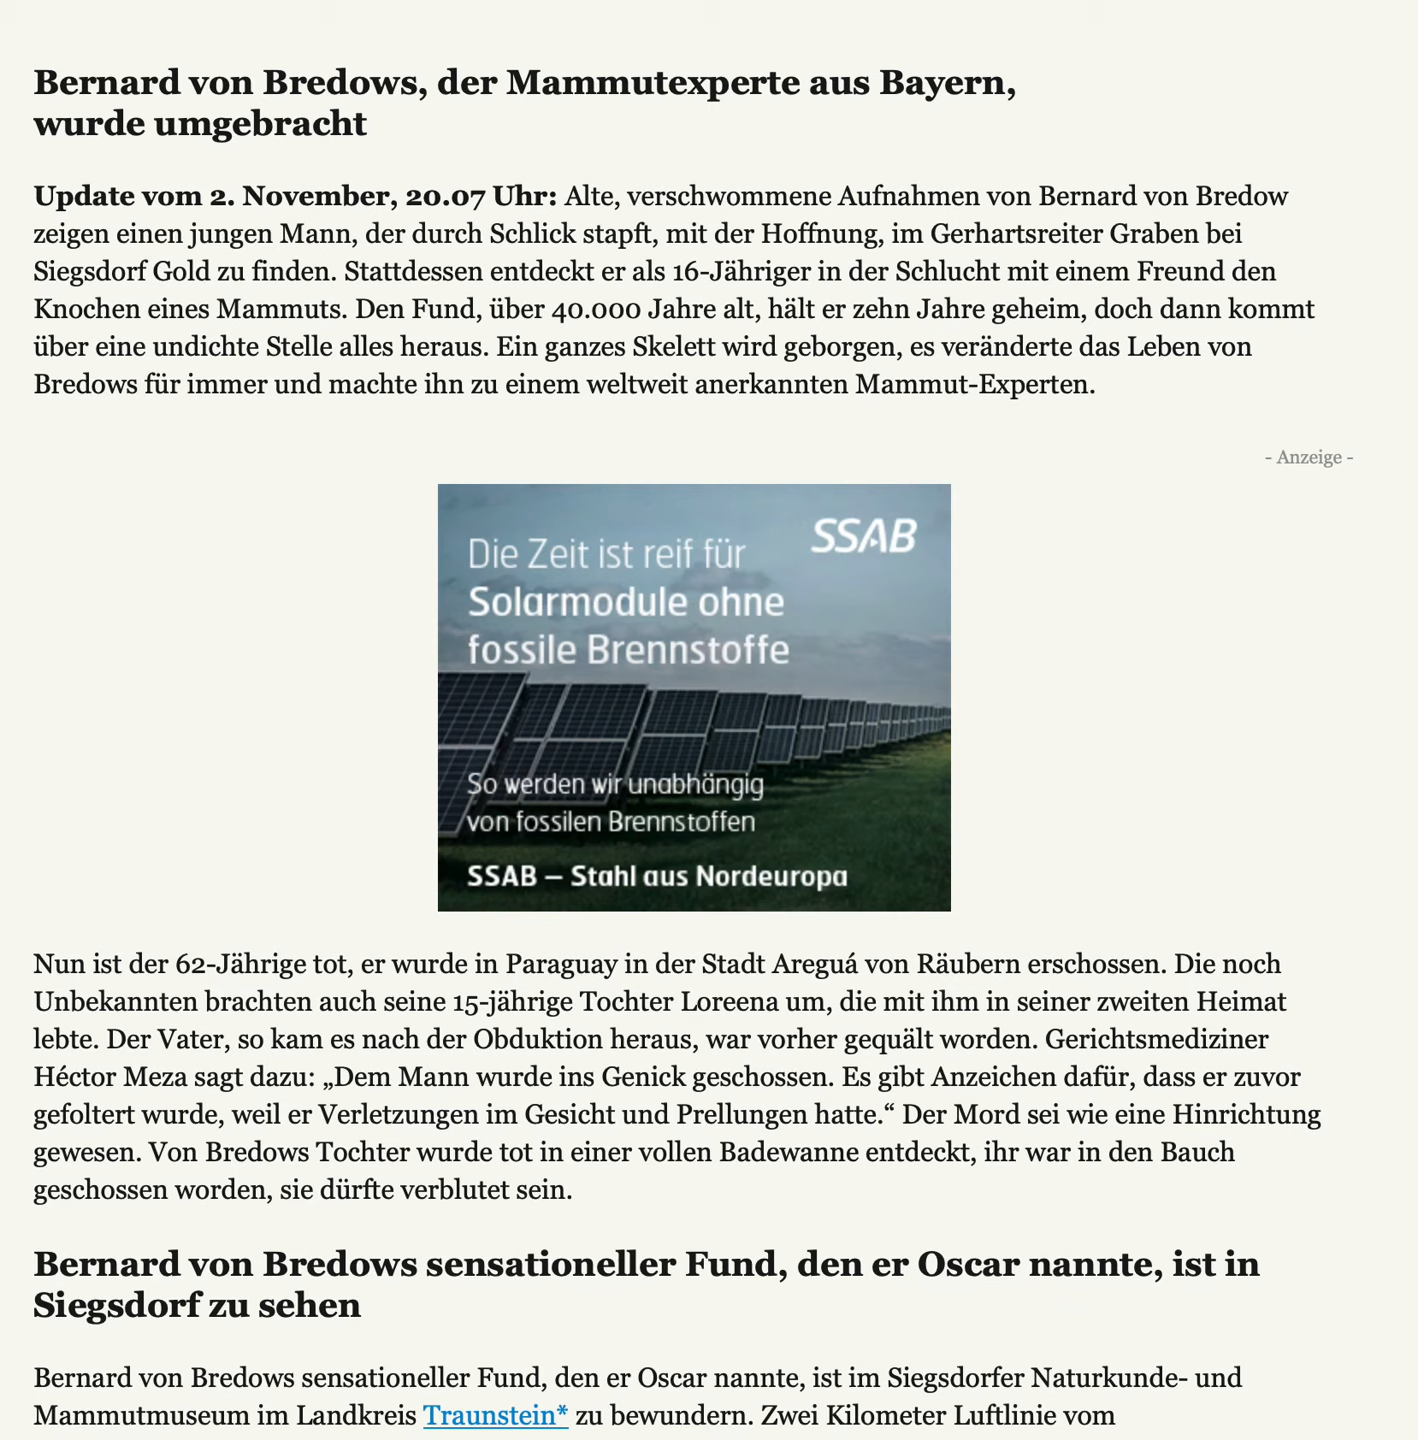 Bernard von Bredows, der Mammutexperte aus Bayern,
wurde umgebracht
Update vom 2. November, 20.07 Uhr: Alte, verschwommene Aufnahmen von Bernard von Bredow
zeigen einen jungen Mann, der durch Schlick stapft, mit der Hoffnung, im Gerhartsreiter Graben bei
Siegsdorf Gold zu finden. Stattdessen entdeckt er als 16-Jähriger in der Schlucht mit einem Freund den
Knochen eines Mammuts. Den Fund, über 40.000 Jahre alt, hält er zehn Jahre geheim, doch dann kommt
über eine undichte Stelle alles heraus. Ein ganzes Skelett wird geborgen, es veränderte das Leben von
Bredows für immer und machte ihn zu einem weltweit anerkannten Mammut-Experten.
- Anzeige -
SSAB
Die Zeit ist reif für
Solarmodule ohne
fossile Brennstoffe
So werden wir unabhängig
von fossilen Brennstoffen
SSAB – Stahl aus Nordeuropa
Nun ist der 62-Jährige tot, er wurde in Paraguay in der Stadt Areguá von Räubern erschossen. Die noch
Unbekannten brachten auch seine 15-jährige Tochter Loreena um, die mit ihm in seiner zweiten Heimat
lebte. Der Vater, so kam es nach der Obduktion heraus, war vorher gequält worden. Gerichtsmediziner
Héctor Meza sagt dazu: „Dem Mann wurde ins Genick geschossen. Es gibt Anzeichen dafür, dass er zuvor
gefoltert wurde, weil er Verletzungen im Gesicht und Prellungen hatte.“ Der Mord sei wie eine Hinrichtung
gewesen. Von Bredows Tochter wurde tot in einer vollen Badewanne entdeckt, ihr war in den Bauch
geschossen worden, sie dürfte verblutet sein.
Bernard von Bredows sensationeller Fund, den er Oscar nannte, ist in
Siegsdorf zu sehen
Bernard von Bredows sensationeller Fund, den er Oscar nannte, ist im Siegsdorfer Naturkunde- und
Mammutmuseum im Landkreis Traunstein* zu bewundern. Zwei Kilometer Luftlinie vom